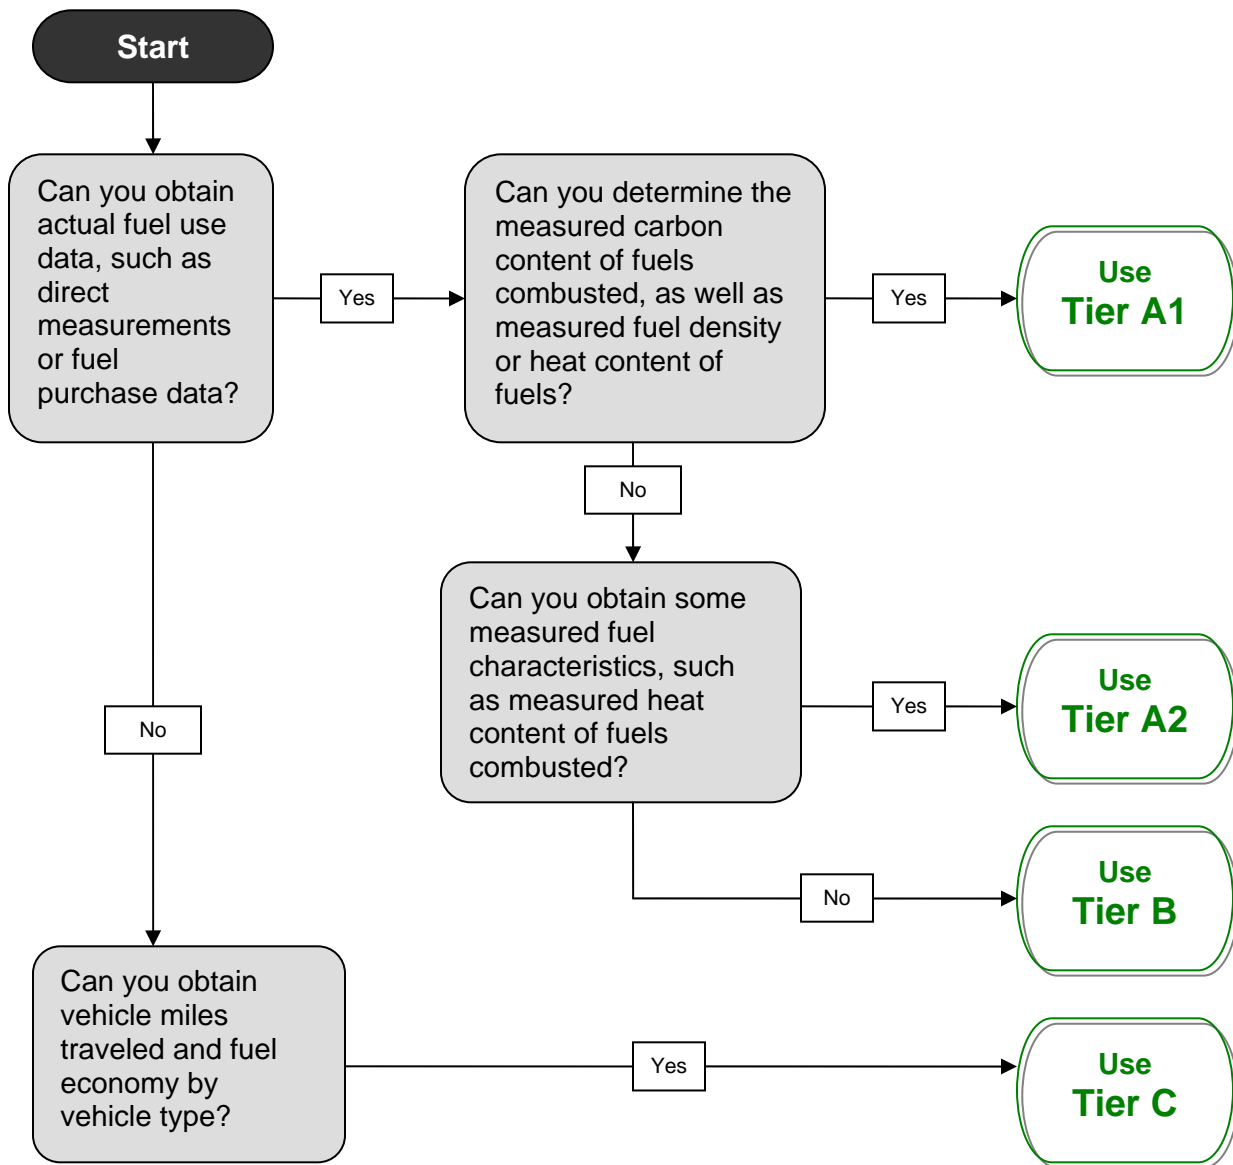 Start
Can you obtain
actual fuel use
data, such as
direct
measurements
or fuel
purchase data?
Yes
Can you determine the
measured carbon
content of fuels
combusted, as well as
measured fuel density
or heat content of
fuels?
Yes
Use
Tier A1
No
Can you obtain some
measured fuel
characteristics, such
as measured heat
content of fuels
combusted?
Yes
Use
Tier A2
No
Use
Tier B
No
Can you obtain
vehicle miles
traveled and fuel
economy by
vehicle type?
Yes
Use
Tier C